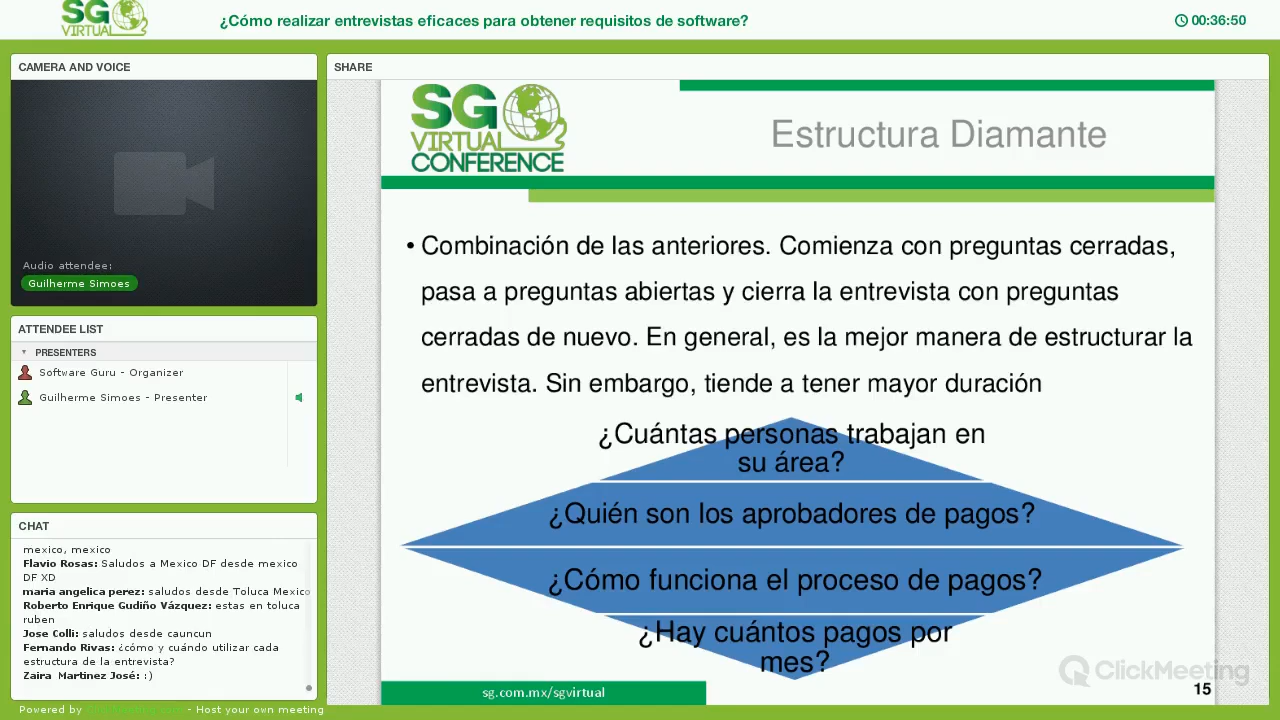 SG
VIRTUAL
¿Cómo realizar entrevistas eficaces para obtener requisitos de software?
00:36:50
CAMERA AND VOICE
Audio attendee:
Guilherme Simoes
ATTENDEE LIST
PRESENTERS
Software Guru - Organizer
Guilherme Simoes - Presenter
CHAT
mexico, mexico
Flavio Rosas: Saludos a Mexico DF desde mexico
DF XD
maria angelica perez: saludos desde Toluca Mexico
Roberto Enrique Gudiño Vázquez: estas en toluca
ruben
Jose Colli: saludos desde cauncun
Fernando Rivas: ¿cómo y cuándo utilizar cada
estructura de la entrevista?
Zaira Martinez José: :)
Powered by ClickMeeting.com - Host your own meeting
SHARE
SG
VIRTUAL
CONFERENCE
Estructura Diamante
• Combinación de las anteriores. Comienza con preguntas cerradas,
pasa a preguntas abiertas y cierra la entrevista con preguntas
cerradas de nuevo. En general, es la mejor manera de estructurar la
entrevista. Sin embargo, tiende a tener mayor duración
¿Cuántas personas trabajan en
su área?
¿Quién son los aprobadores de pagos?
¿Cómo funciona el proceso de pagos?
¿Hay cuántos pagos por
mes?
ClickMeeting
sg.com.mx/sgvirtual
15